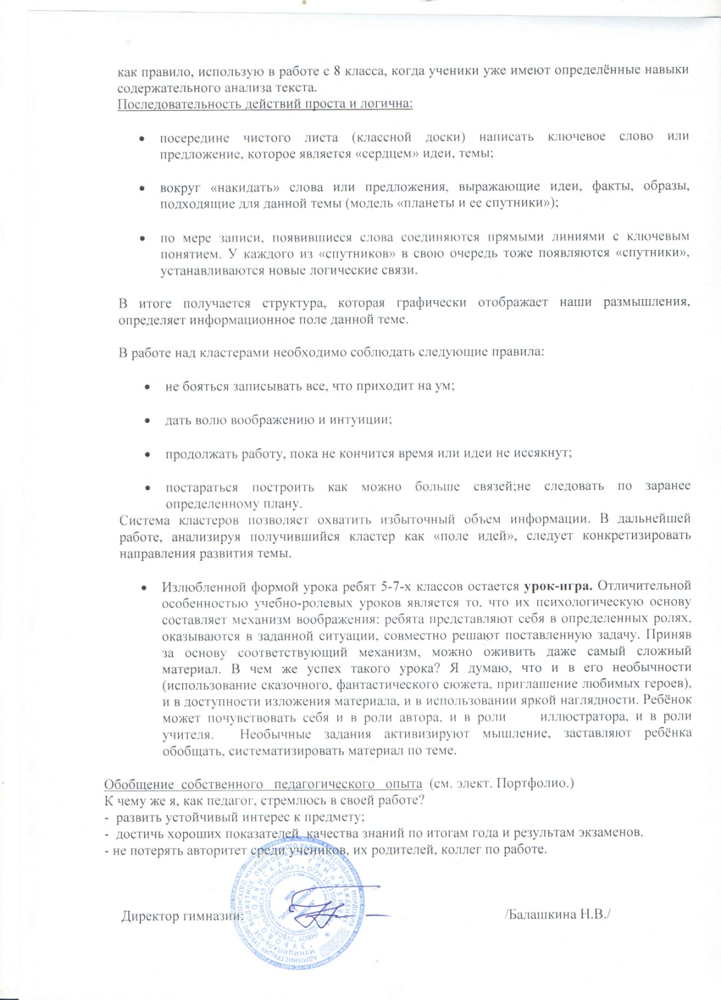 как правило, использую в работе с 8 класса, когда ученики уже имеют определённые навыки
содержательного анализа текста.
Последовательность действий проста и логична:
• посередине чистого листа (классной доски) написать ключевое слово или
предложение, которое является «сердцем» идеи, темы;
• вокруг «накидать» слова или предложения, выражающие идеи, факты, образы,
подходящие для данной темы (модель «планеты и ее спутники»);
• по мере записи, появившиеся слова соединяются прямыми линиями с ключевым
понятием. У каждого из «спутников» в свою очередь тоже появляются «спутники»,
устанавливаются новые логические связи.
В итоге получается структура, которая графически отображает наши размышления,
определяет информационное поле данной теме.
В работе над кластерами необходимо соблюдать следующие правила:
• не бояться записывать все, что приходит на ум;
• дать волю воображению и интуиции;
• продолжать работу, пока не кончится время или идеи не иссякнут;
• постараться построить как можно больше связей;не следовать по заранее
определенному плану.
Система кластеров позволяет охватить избыточный объем информации. В дальнейшей
работе, анализируя получившийся кластер как «поле идей», следует конкретизировать
направления развития темы.
• Излюбленной формой урока ребят 5-7-х классов остается урок-игра. Отличительной
особенностью учебно-ролевых уроков является то, что их психологическую основу
составляет механизм воображения: ребята представляют себя в определенных ролях,
оказываются в заданной ситуации, совместно решают поставленную задачу. Приняв
за основу соответствующий механизм, можно оживить даже самый сложный
материал. В чем же успех такого урока? Я думаю, что и в его необычности
(использование сказочного, фантастического сюжета, приглашение любимых героев),
и в доступности изложения материала, и в использовании яркой наглядности. Ребёнок
может почувствовать себя и в роли автора, и в роли иллюстратора, и в роли
учителя. Необычные задания активизируют мышление, заставляют ребёнка
обобщать, систематизировать материал по теме.
Обобщение собственного педагогического опыта (см. элект. Портфолио.)
К чему же я, как педагог, стремлюсь в своей работе?
- развить устойчивый интерес к предмету;
- достичь хороших показателей качества знаний по итогам года и результам экзаменов.
- не потерять авторитет среди учеников, их родителей, коллег по работе.
Директор гимназии: /Балашкина Н.В./